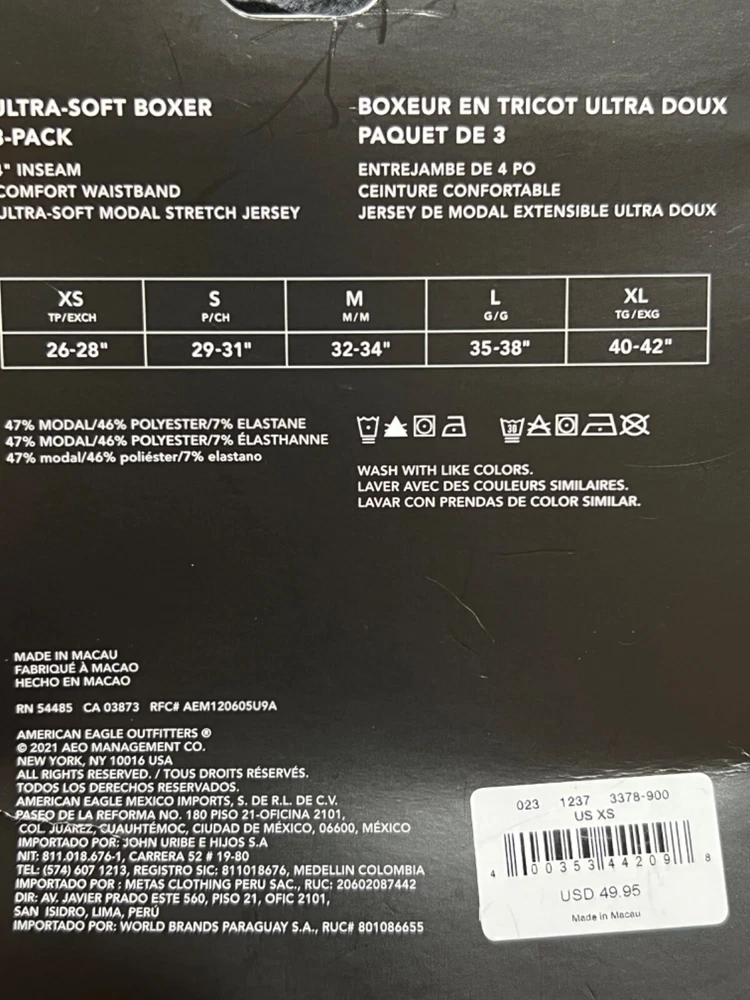 ULTRA-SOFT BOXER
3-PACK
4" INSEAM
COMFORT WAISTBAND
ULTRA-SOFT MODAL STRETCH JERSEY
BOXEUR EN TRICOT ULTRA DOUX
PAQUET DE 3
ENTREJAMBE DE 4 PO
CEINTURE CONFORTABLE
JERSEY DE MODAL EXTENSIBLE ULTRA DOUX
XS S M L XL
TP/EXCH P/CH M/M G/G TG/EXG
26-28" 29-31" 32-34" 35-38" 40-42"
47% MODAL/46% POLYESTER/7% ELASTANE
47% MODAL/46% POLYESTER/7% ÉLASTHANNE
47% modal/46% poliéster/7% elastano
30
WASH WITH LIKE COLORS.
LAVER AVEC DES COULEURS SIMILAIRES.
LAVAR CON PRENDAS DE COLOR SIMILAR.
MADE IN MACAU
FABRIQUÉ À MACAO
HECHO EN MACAO
RN 54485 CA 03873 RFC# AEM120605U9A
AMERICAN EAGLE OUTFITTERS ®
© 2021 AEO MANAGEMENT CO.
NEW YORK, NY 10016 USA
ALL RIGHTS RESERVED. / TOUS DROITS RÉSERVÉS.
TODOS LOS DERECHOS RESERVADOS.
AMERICAN EAGLE MEXICO IMPORTS, S. DE R.L. DE C.V.
PASEO DE LA REFORMA NO. 180 PISO 21-OFICINA 2101,
COL. JUÁREZ, CUAUHTÉMOC, CIUDAD DE MÉXICO, 06600, MÉXICO
IMPORTADO POR: JOHN URIBE E HIJOS S.A
NIT: 811.018.676-1, CARRERA 52 # 19-80
TEL: (574) 607 1213, REGISTRO SIC: 811018676, MEDELLIN COLOMBIA
IMPORTADO POR : METAS CLOTHING PERU SAC., RUC: 20602087442
DIR: AV. JAVIER PRADO ESTE 560, PISO 21, OFIC 2101,
SAN ISIDRO, LIMA, PERÚ
IMPORTADO POR: WORLD BRANDS PARAGUAY S.A., RUC# 801086655
023 1237 3378-900
US XS
4 00353 44209 8
USD 49.95
Made in Macau